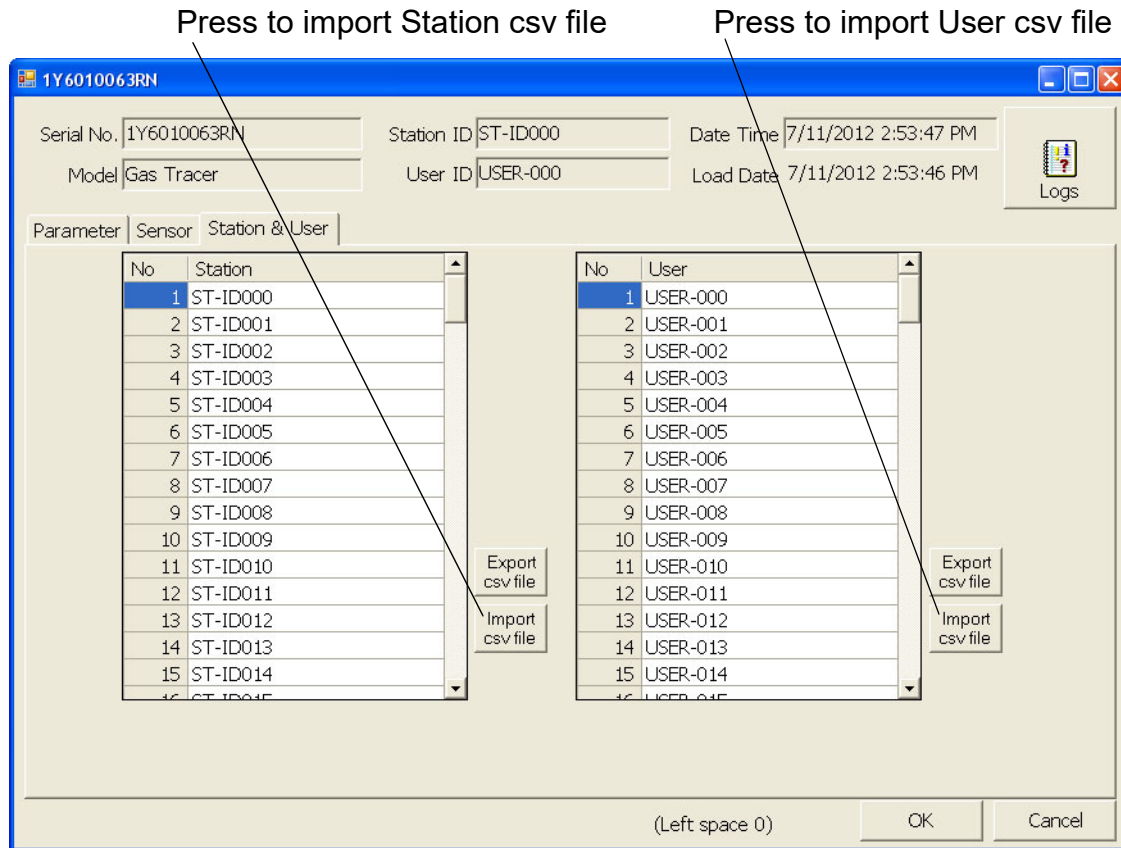 Press to import Station csv file Press to import User csv file
1Y6010063RN
Serial No. 1Y6010063RN Station ID ST-ID000 Date Time 7/11/2012 2:53:47 PM
Model Gas Tracer User ID USER-000 Load Date 7/11/2012 2:53:46 PM
Logs
Parameter Sensor Station & User
No Station No User
1 ST-ID000 1 USER-000
2 ST-ID001 2 USER-001
3 ST-ID002 3 USER-002
4 ST-ID003 4 USER-003
5 ST-ID004 5 USER-004
6 ST-ID005 6 USER-005
7 ST-ID006 7 USER-006
8 ST-ID007 8 USER-007
9 ST-ID008 9 USER-008
10 ST-ID009 10 USER-009
11 ST-ID010 Export csv file 11 USER-010 Export csv file
12 ST-ID011 12 USER-011
13 ST-ID012 Import csv file 13 USER-012 Import csv file
14 ST-ID013 14 USER-013
15 ST-ID014 15 USER-014
16 ST-ID015 16 USER-015
(Left space 0) OK Cancel